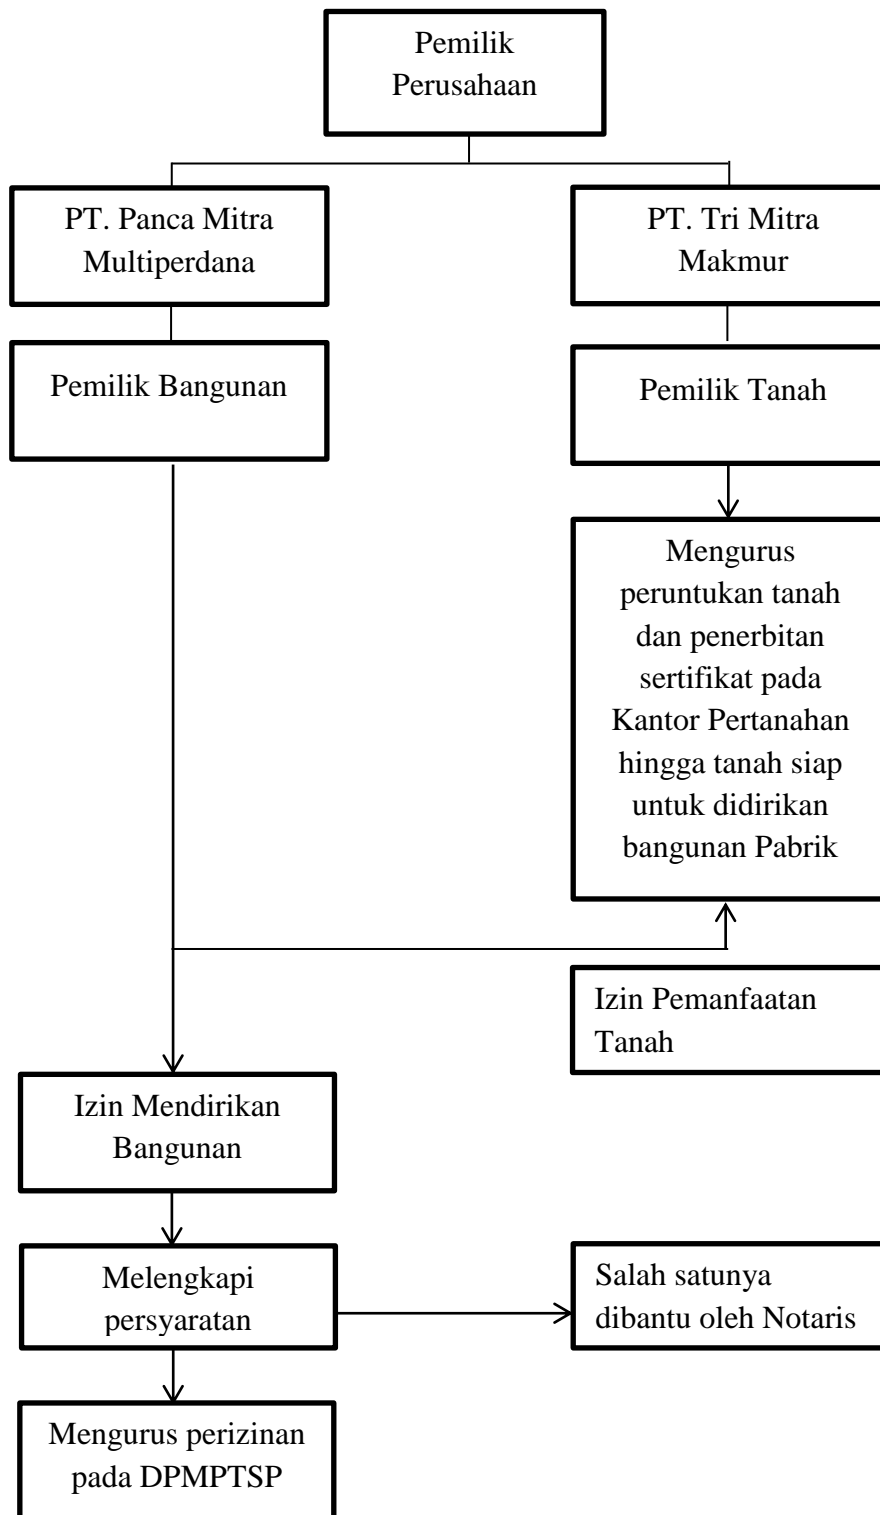 Pemilik
Perusahaan
PT. Panca Mitra
Multiperdana
PT. Tri Mitra
Makmur
Pemilik Bangunan
Pemilik Tanah
Mengurus
peruntukan tanah
dan penerbitan
sertifikat pada
Kantor Pertanahan
hingga tanah siap
untuk didirikan
bangunan Pabrik
Izin Pemanfaatan
Tanah
Izin Mendirikan
Bangunan
Melengkapi
persyaratan
Salah satunya
dibantu oleh Notaris
Mengurus perizinan
pada DPMPTSP